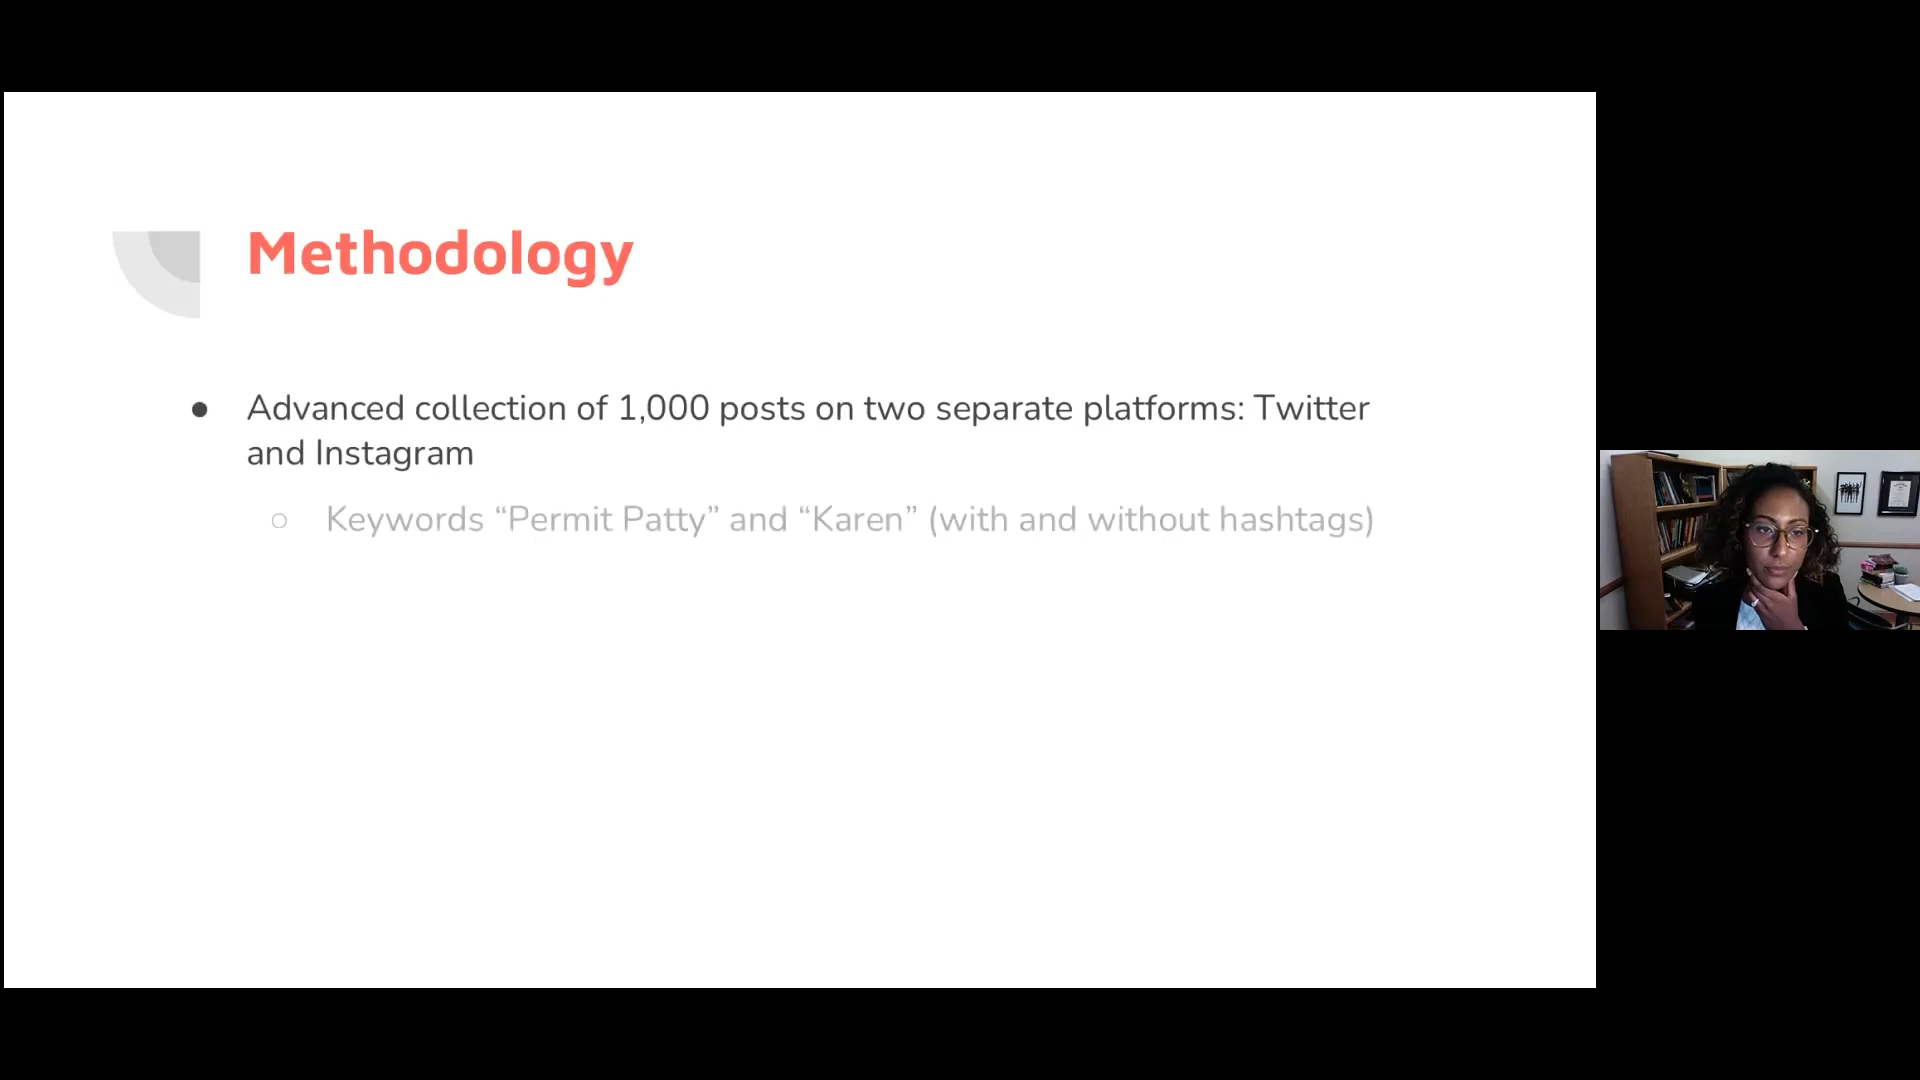 Methodology
● Advanced collection of 1,000 posts on two separate platforms: Twitter
and Instagram
○ Keywords “Permit Patty” and “Karen” (with and without hashtags)